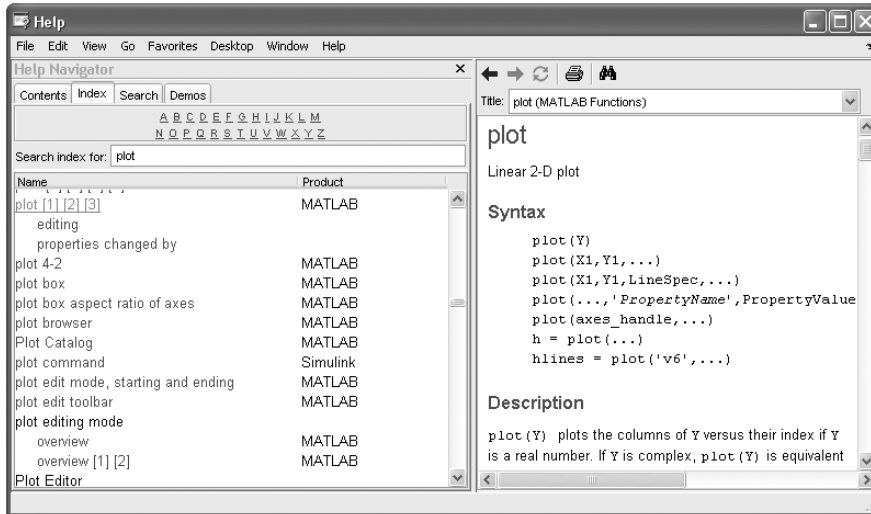 Help
File Edit View Go Favorites Desktop Window Help
Help Navigator
Contents Index Search Demos
A B C D E F G H I J K L M
N O P Q R S T U V W X Y Z
Search index for: plot
Name Product
plot [1] [2] [3] MATLAB
editing
properties changed by
plot 4-2 MATLAB
plot box MATLAB
plot box aspect ratio of axes MATLAB
plot browser MATLAB
Plot Catalog MATLAB
plot command Simulink
plot edit mode, starting and ending MATLAB
plot edit toolbar MATLAB
plot editing mode
overview MATLAB
overview [1] [2] MATLAB
Plot Editor
Title: plot (MATLAB Functions)
plot
Linear 2-D plot
Syntax
plot(Y)
plot(X1,Y1,...)
plot(X1,Y1,LineSpec,...)
plot(...,'PropertyName',PropertyValue
plot(axes_handle,...)
h = plot(...)
hlines = plot('v6',...)
Description
plot(Y) plots the columns of Y versus their index if Y
is a real number. If Y is complex, plot(Y) is equivalent